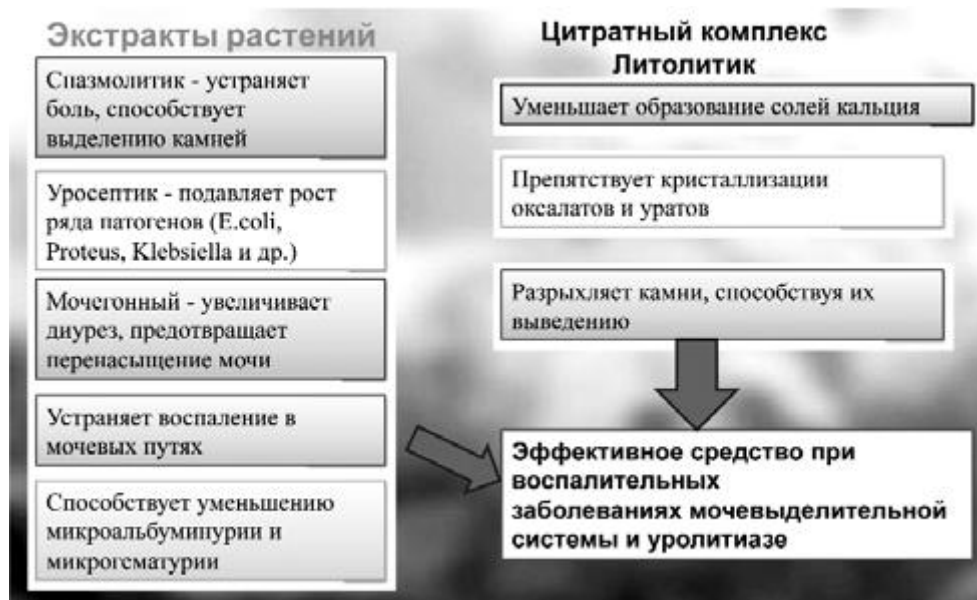 Экстракты растений
Спазмолитик - устраняет
боль, способствует
выделению камней
Уросептик - подавляет рост
ряда патогенов (E.coli,
Proteus, Klebsiella и др.)
Мочегонный - увеличивает
диурез, предотвращает
перенасыщение мочи
Устраняет воспаление в
мочевых путях
Способствует уменьшению
микроальбуминурии и
микрогематурии
Цитратный комплекс
Литолитик
Уменьшает образование солей кальция
Препятствует кристаллизации
оксалатов и уратов
Разрыхляет камни, способствуя их
выведению
Эффективное средство при
воспалительных
заболеваниях мочевыделительной
системы и уролитиазе